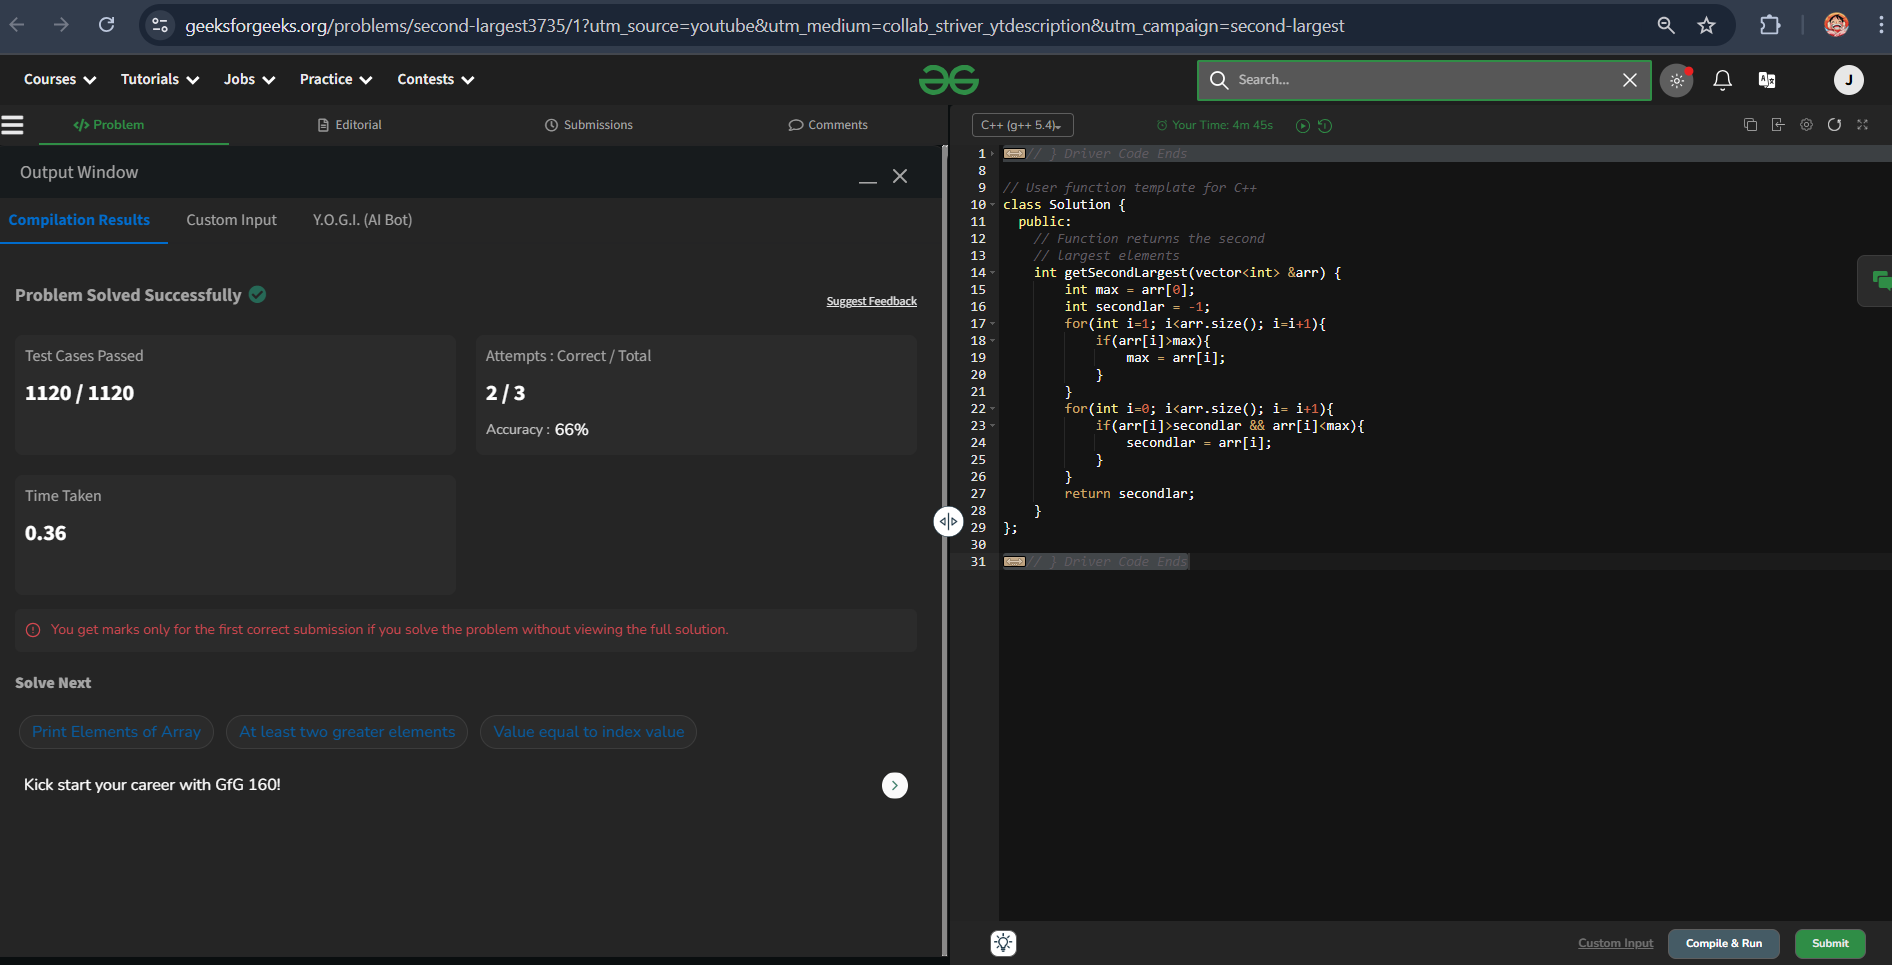 geeksforgeeks.org/problems/second-largest3735/1?utm_source=youtube&utm_medium=collab_striver_ytdescription&utm_campaign=second-largest
Courses Tutorials Jobs Practice Contests
Search...
J
</> Problem
Editorial
Submissions
Comments
Output Window
Compilation Results Custom Input Y.O.G.I. (AI Bot)
Problem Solved Successfully
Suggest Feedback
Test Cases Passed
1120 / 1120
Attempts : Correct / Total
2 / 3
Accuracy : 66%
Time Taken
0.36
You get marks only for the first correct submission if you solve the problem without viewing the full solution.
Solve Next
Print Elements of Array At least two greater elements Value equal to index value
Kick start your career with GfG 160!
C++ (g++ 5.4)
Your Time: 4m 45s
1 // } Driver Code Ends
8
9 // User function template for C++
10 class Solution {
11 public:
12 // Function returns the second
13 // largest elements
14 int getSecondLargest(vector<int> &arr) {
15 int max = arr[0];
16 int secondlar = -1;
17 for(int i=1; i<arr.size(); i=i+1){
18 if(arr[i]>max){
19 max = arr[i];
20 }
21 }
22 for(int i=0; i<arr.size(); i= i+1){
23 if(arr[i]>secondlar && arr[i]<max){
24 secondlar = arr[i];
25 }
26 }
27 return secondlar;
28 }
29 };
30
31 // } Driver Code Ends
Custom Input Compile & Run Submit